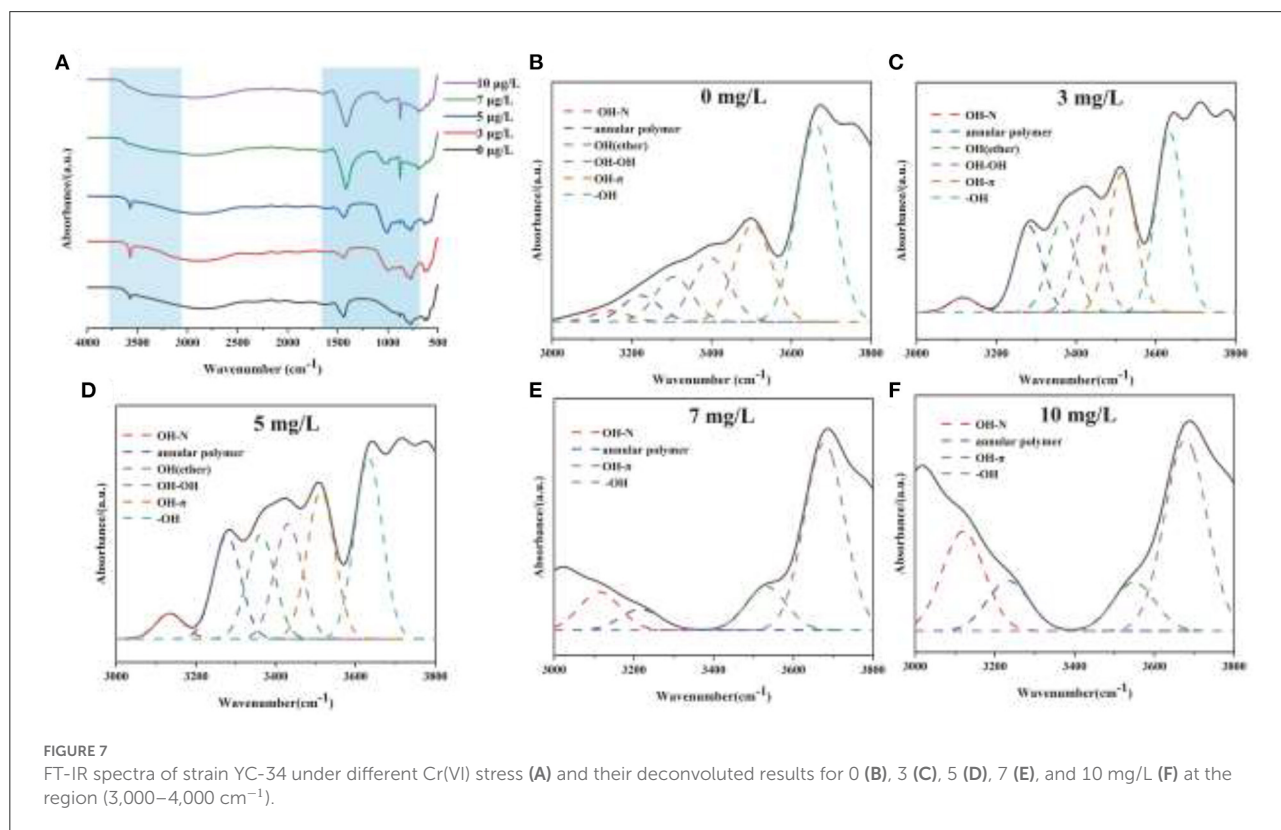 A
Absorbance/(a.u.)
10 μg/L
7 μg/L
5 μg/L
3 μg/L
0 μg/L
4000 3500 3000 2500 2000 1500 1000 500
Wavenumber (cm⁻¹)
B
0 mg/L
Absorbance/(a.u.)
OH-N
annular polymer
OH(ether)
OH-OH
OH-π
-OH
3000 3200 3400 3600 3800
Wavenumber (cm⁻¹)
C
3 mg/L
Absorbance/(a.u.)
OH-N
annular polymer
OH(ether)
OH-OH
OH-π
-OH
3000 3200 3400 3600 3800
Wavenumber(cm⁻¹)
D
5 mg/L
Absorbance/(a.u.)
OH-N
annular polymer
OH(ether)
OH-OH
OH-π
-OH
3000 3200 3400 3600 3800
Wavenumber(cm⁻¹)
E
7 mg/L
Absorbance/(a.u.)
OH-N
annular polymer
OH-π
-OH
3000 3200 3400 3600 3800
Wavenumber(cm⁻¹)
F
10 mg/L
Absorbance/(a.u.)
OH-N
annular polymer
OH-π
-OH
3000 3200 3400 3600 3800
Wavenumber(cm⁻¹)
FIGURE 7
FT-IR spectra of strain YC-34 under different Cr(VI) stress (A) and their deconvoluted results for 0 (B), 3 (C), 5 (D), 7 (E), and 10 mg/L (F) at the
region (3,000–4,000 cm⁻¹).